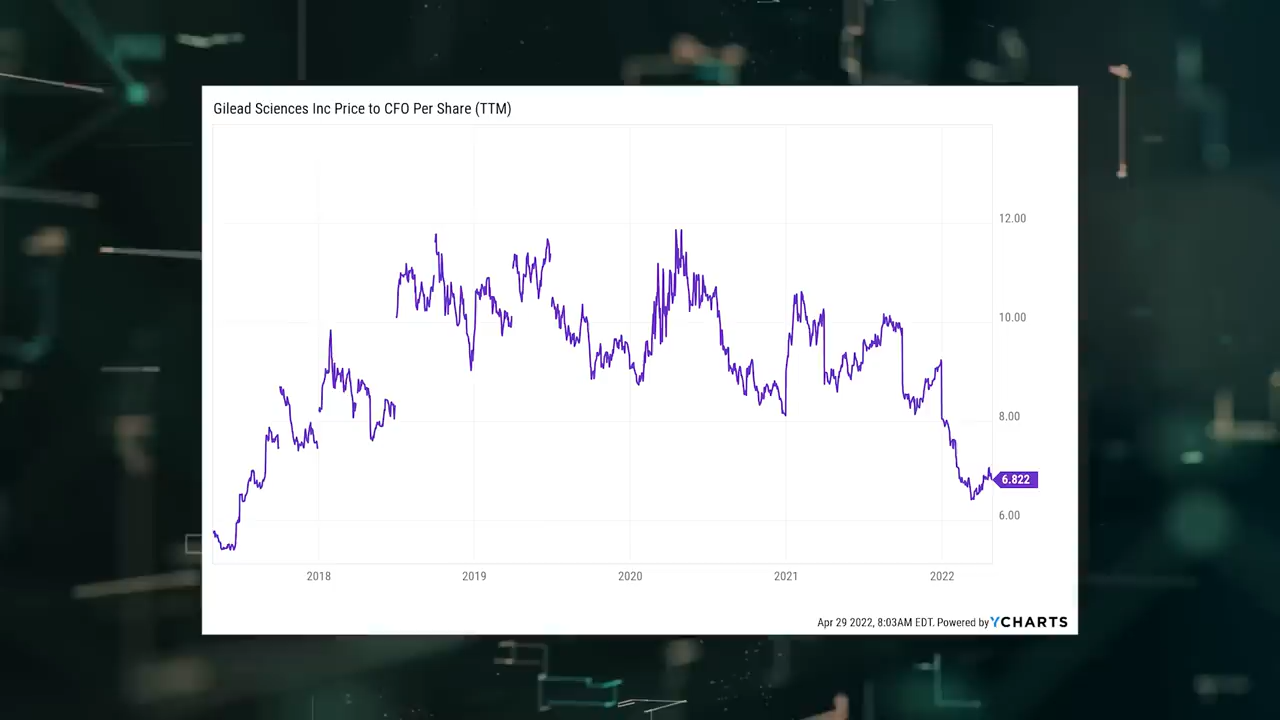 Gilead Sciences Inc Price to CFO Per Share (TTM)
12.00
10.00
8.00
6.822
6.00
2018 2019 2020 2021 2022
Apr 29 2022, 8:03AM EDT. Powered by YCHARTS